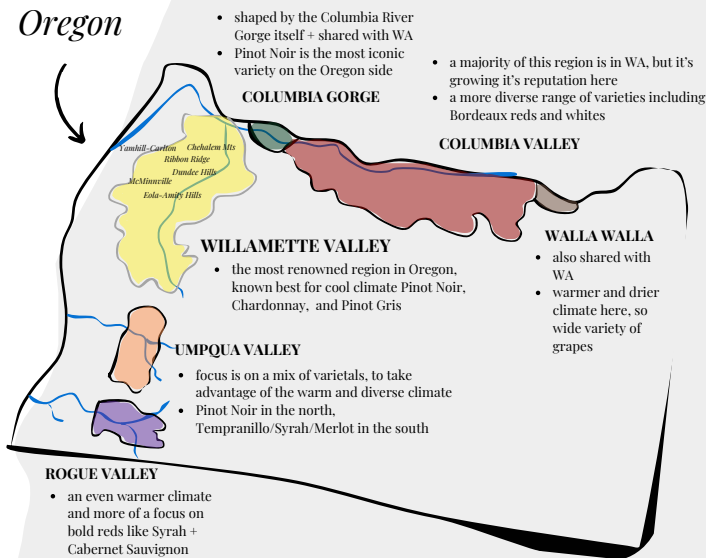 Oregon
• shaped by the Columbia River
Gorge itself + shared with WA
• Pinot Noir is the most iconic
variety on the Oregon side
COLUMBIA GORGE
• a majority of this region is in WA, but it's
growing it's reputation here
• a more diverse range of varieties including
Bordeaux reds and whites
COLUMBIA VALLEY
Yamhill-Carlton
Chehalem Mts
Ribbon Ridge
Dundee Hills
McMinnville
Eola-Amity Hills
WILLAMETTE VALLEY
• the most renowned region in Oregon,
known best for cool climate Pinot Noir,
Chardonnay, and Pinot Gris
WALLA WALLA
• also shared with
WA
• warmer and drier
climate here, so
wide variety of
grapes
UMPQUA VALLEY
• focus is on a mix of varietals, to take
advantage of the warm and diverse climate
• Pinot Noir in the north,
Tempranillo/Syrah/Merlot in the south
ROGUE VALLEY
• an even warmer climate
and more of a focus on
bold reds like Syrah +
Cabernet Sauvignon